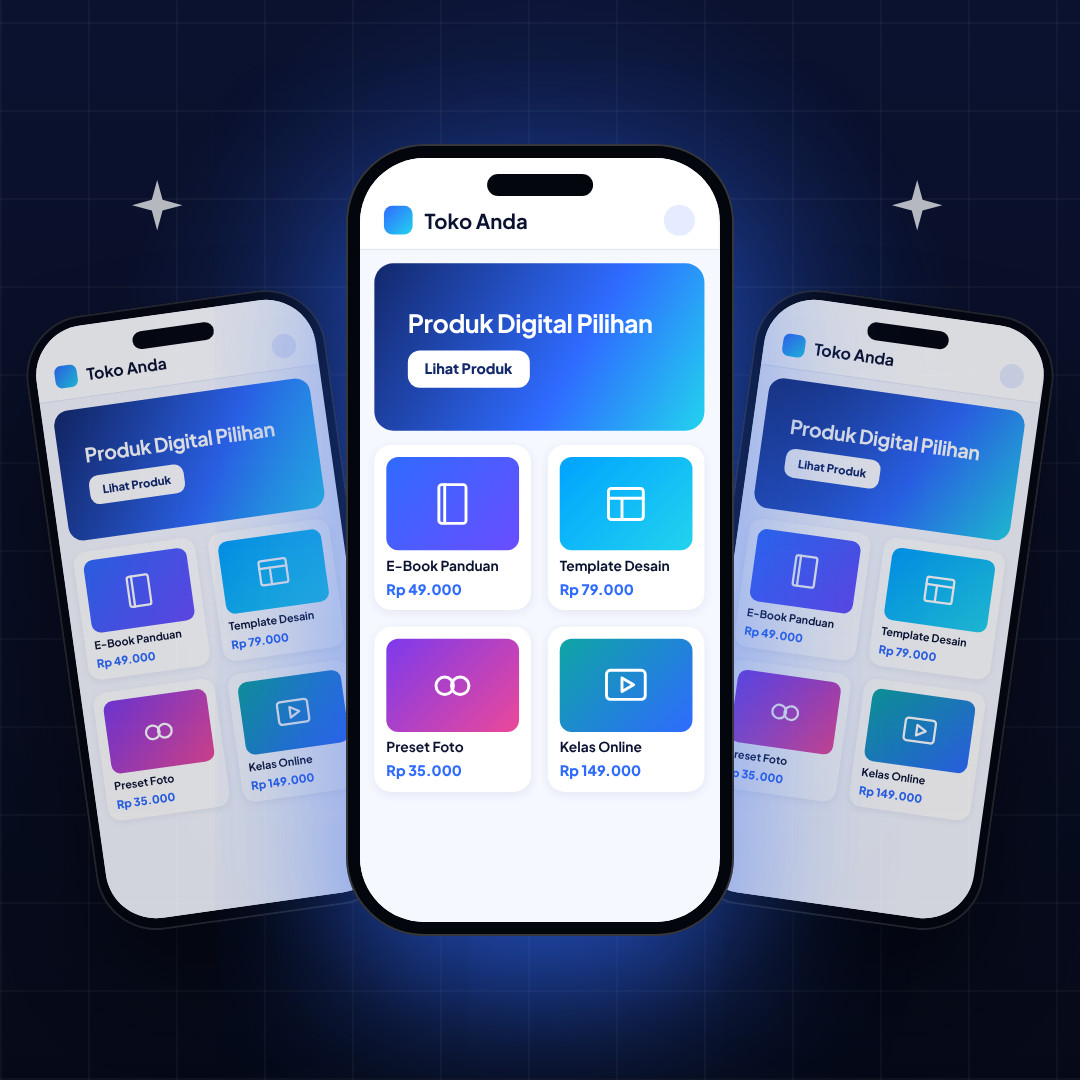 Toko Anda
Produk Digital Pilihan
Lihat Produk
E-Book Panduan
Rp 49.000
Template Desain
Rp 79.000
Preset Foto
Rp 35.000
Kelas Online
Rp 149.000
Toko Anda
Produk Digital Pilihan
Lihat Produk
E-Book Panduan
Rp 49.000
Template Desain
Rp 79.000
Preset Foto
Rp 35.000
Kelas Online
Rp 149.000
Toko Anda
Produk Digital Pilihan
Lihat Produk
E-Book Panduan
Rp 49.000
Template Desain
Rp 79.000
reset Foto
p 35.000
Kelas Online
Rp 149.000